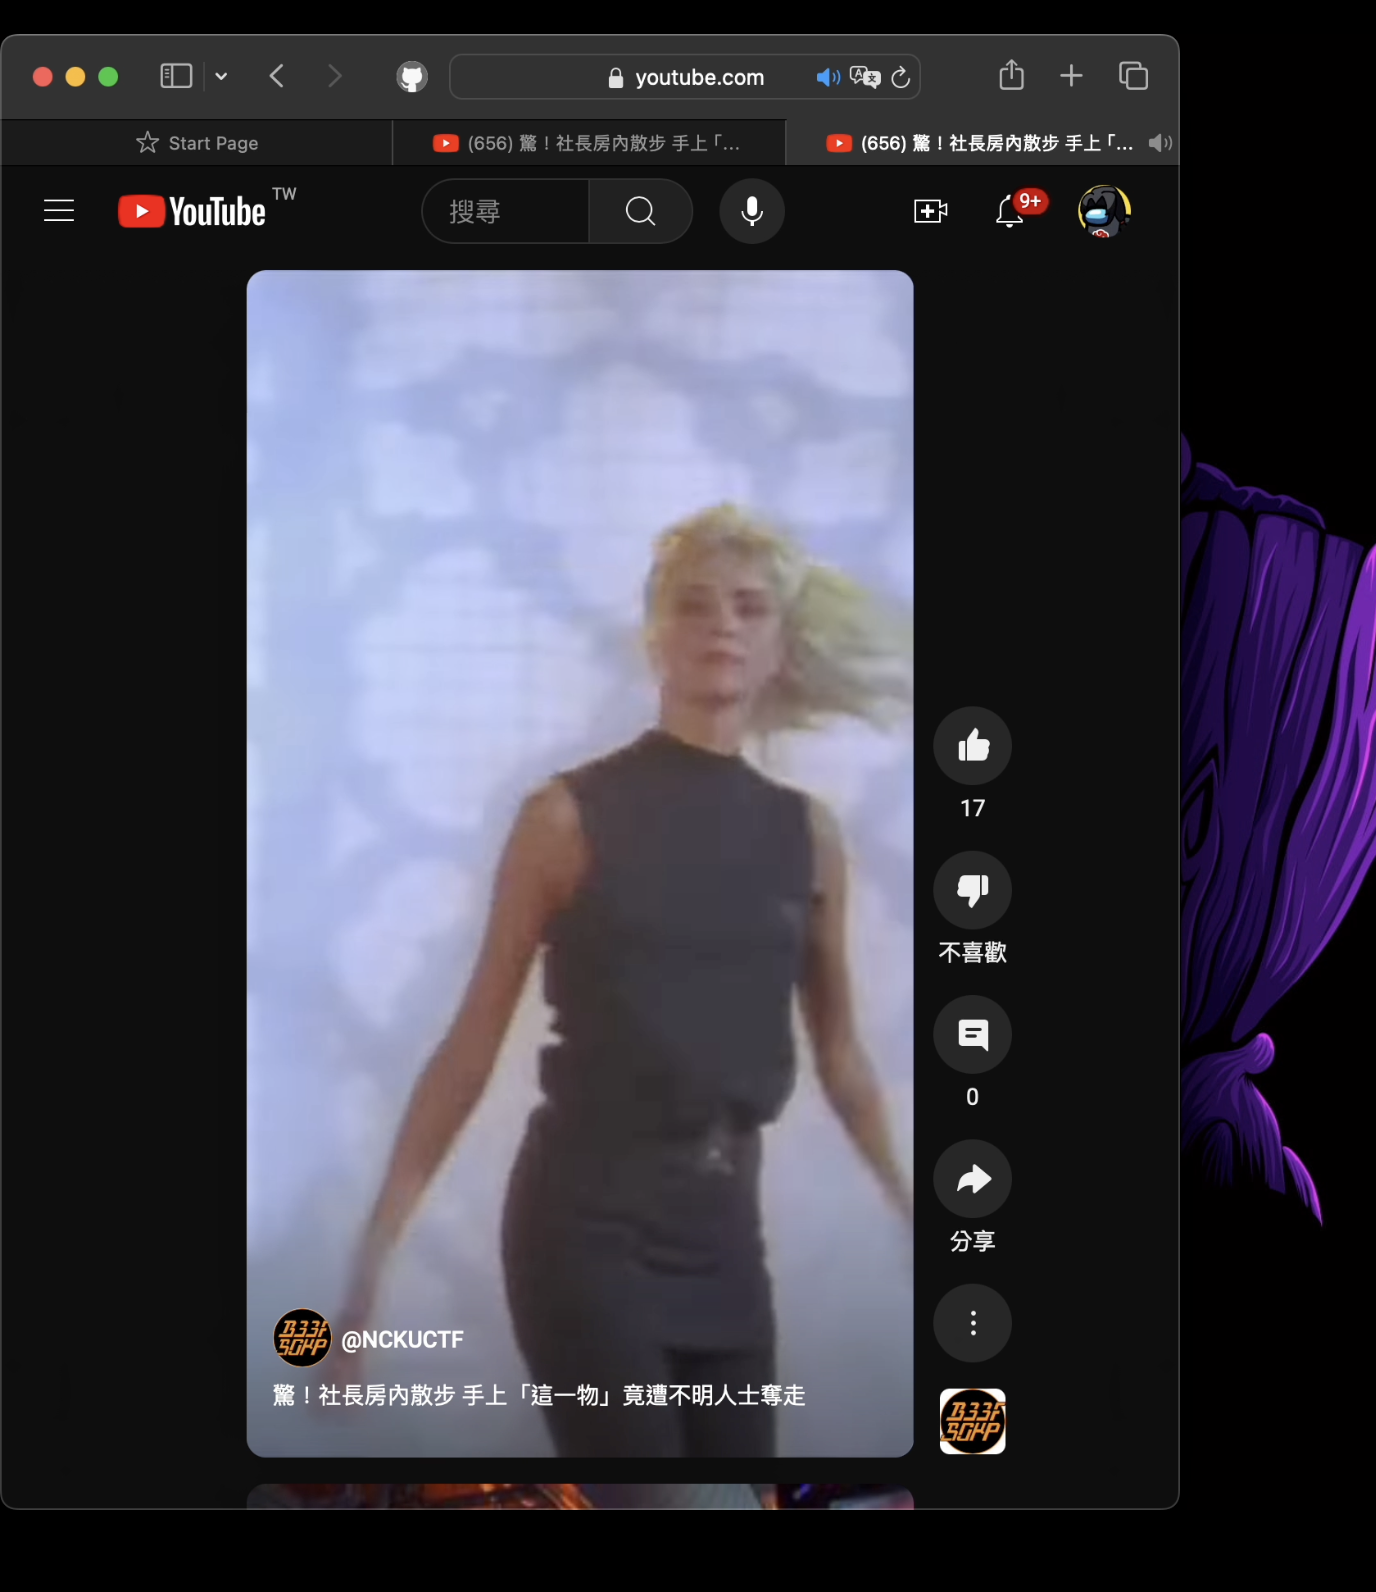 youtube.com
Start Page
(656) 驚！社長房內散步 手上「...
(656) 驚！社長房內散步 手上「...
YouTube TW
搜尋
9+
17
不喜歡
0
分享
B33F
50UP
@NCKUCTF
驚！社長房內散步 手上「這一物」竟遭不明人士奪走
B33F
50UP